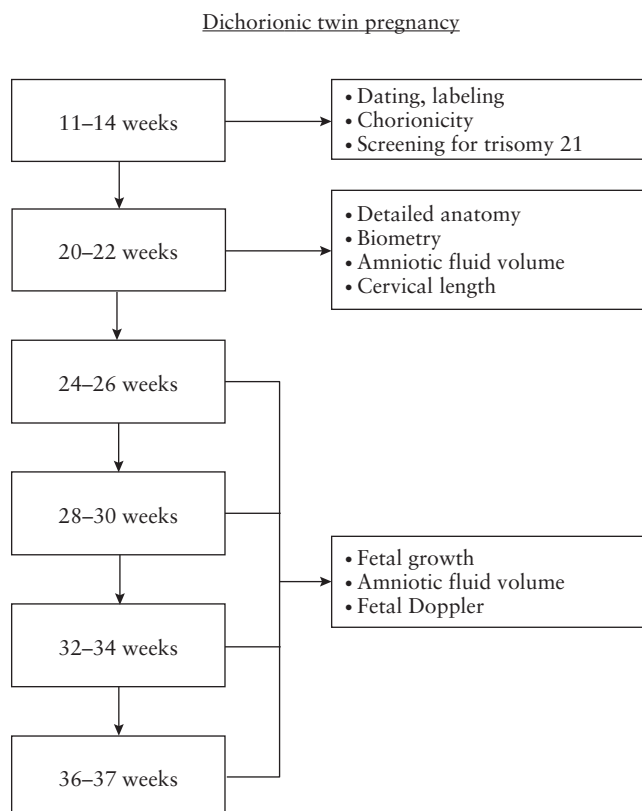 Dichorionic twin pregnancy
11–14 weeks
• Dating, labeling
• Chorionicity
• Screening for trisomy 21
20–22 weeks
• Detailed anatomy
• Biometry
• Amniotic fluid volume
• Cervical length
24–26 weeks
28–30 weeks
• Fetal growth
• Amniotic fluid volume
• Fetal Doppler
32–34 weeks
36–37 weeks